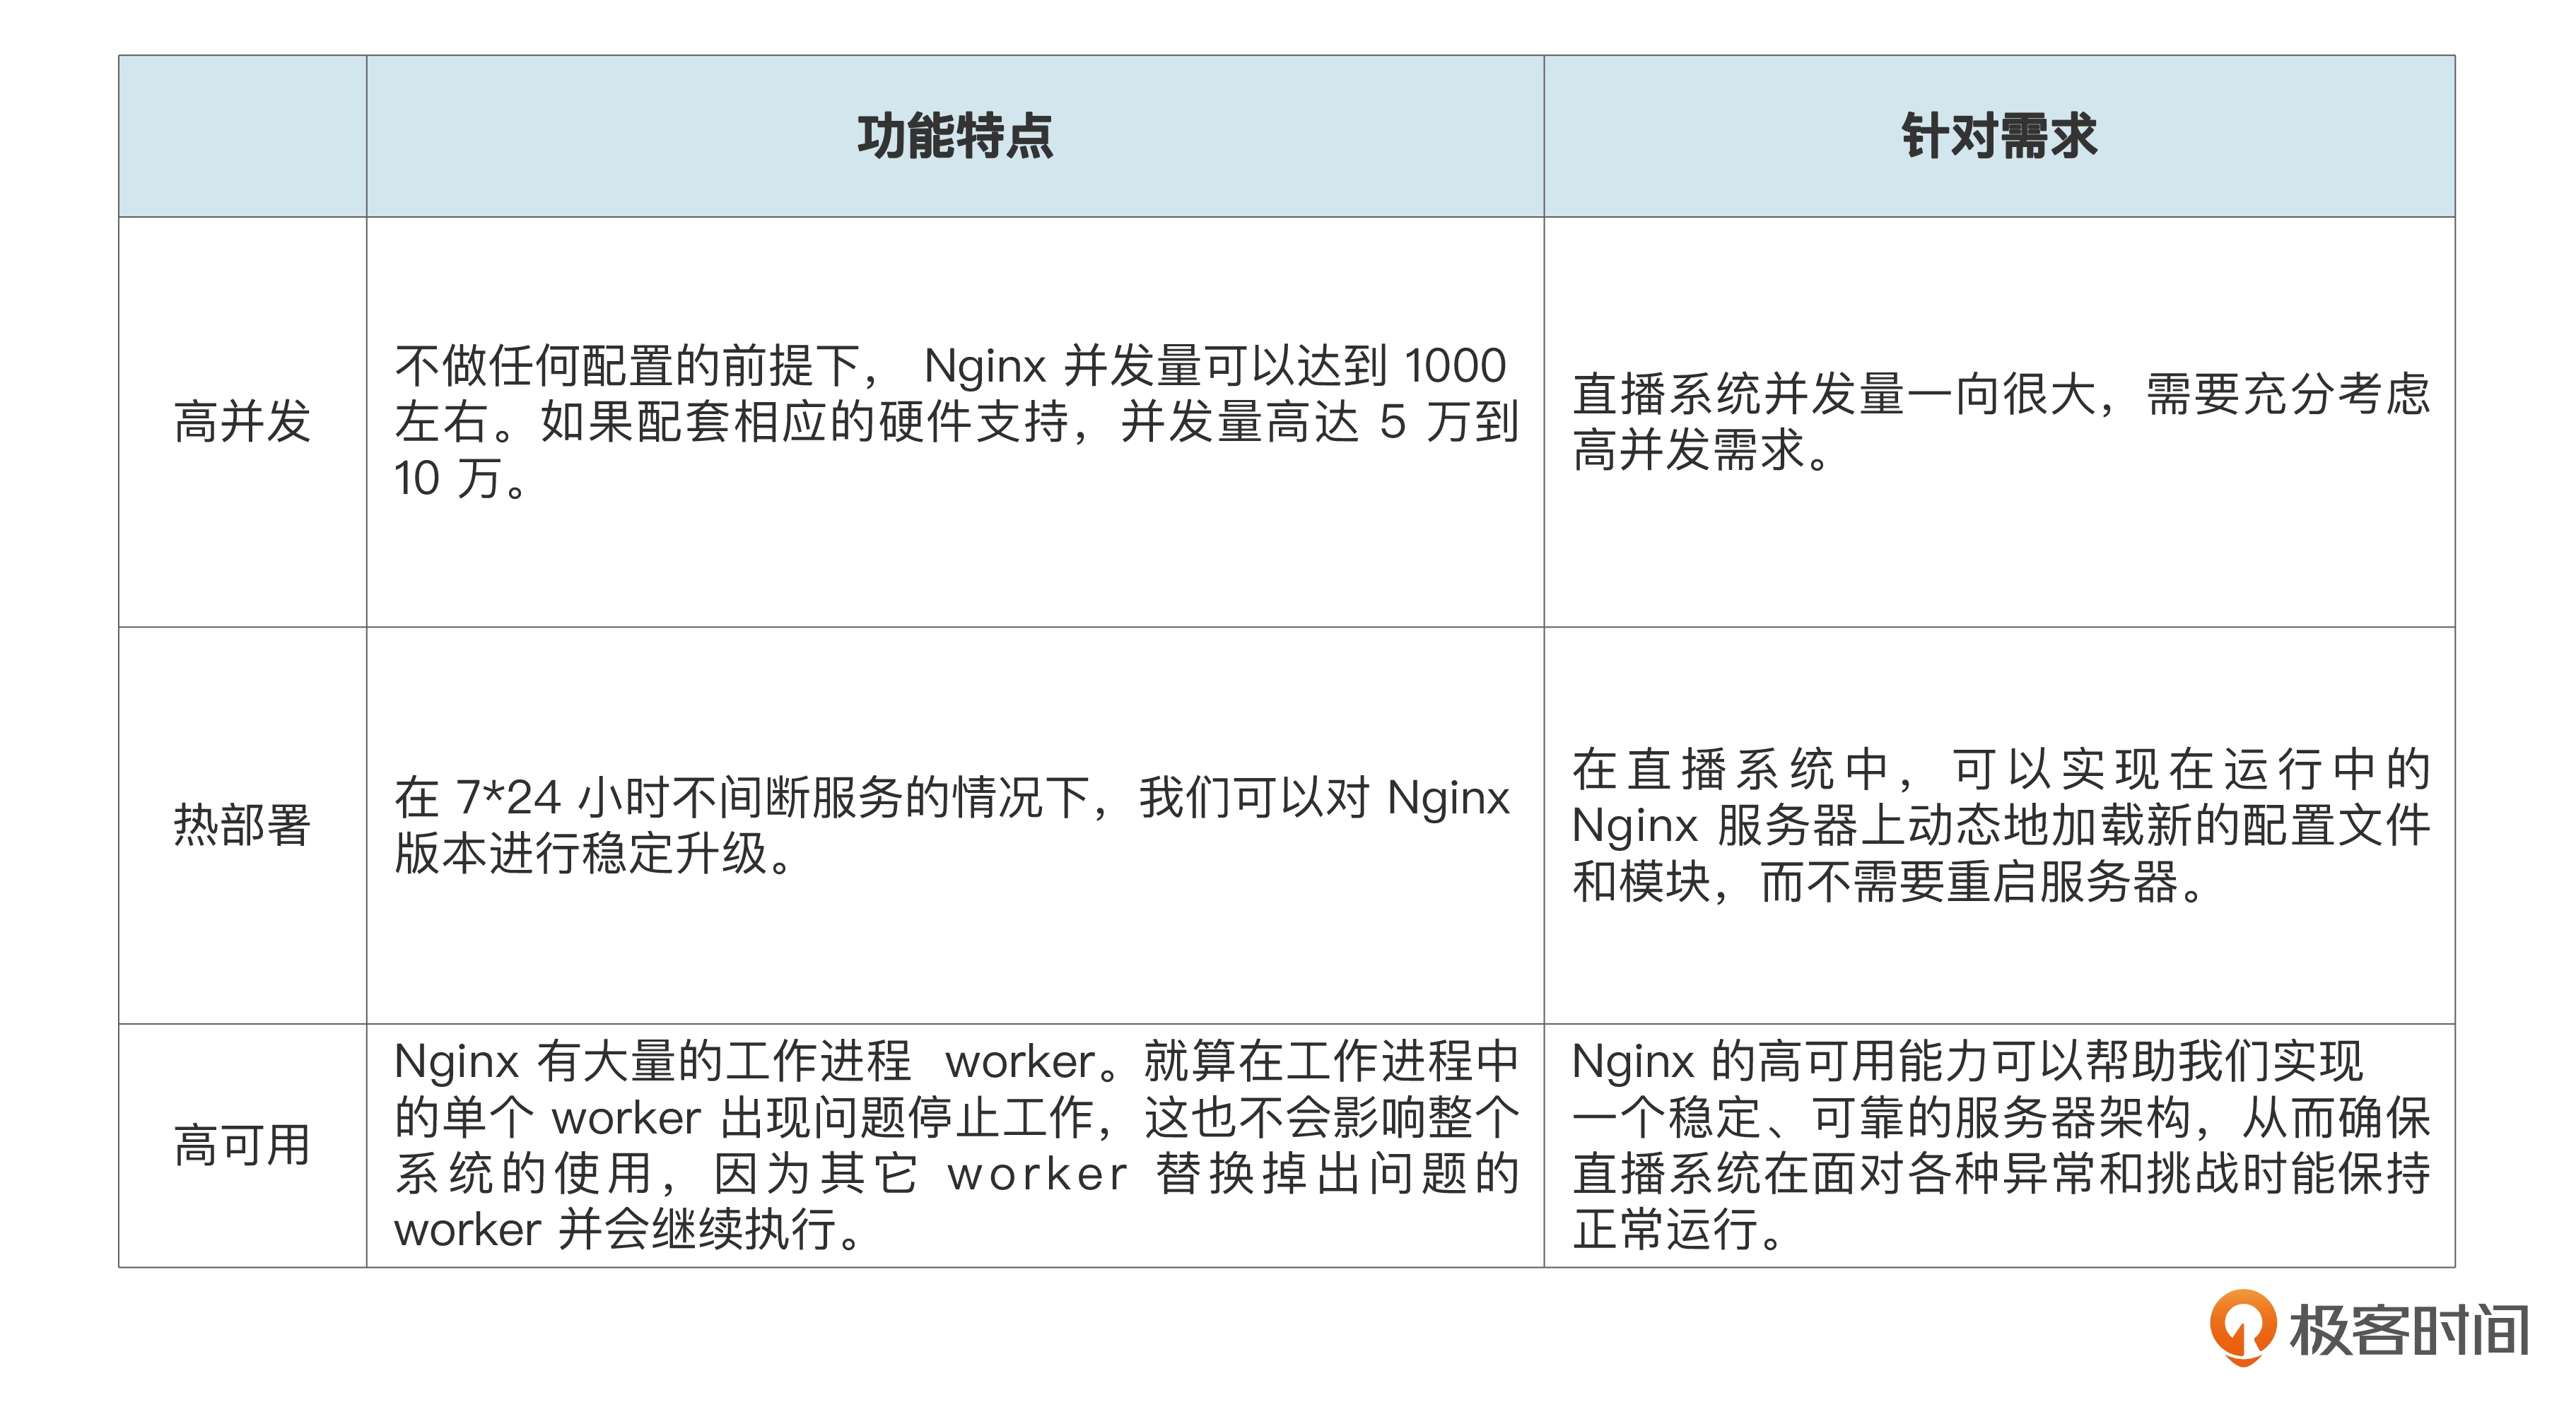 功能特点
针对需求
高并发
不做任何配置的前提下， Nginx 并发量可以达到 1000
左右。如果配套相应的硬件支持，并发量高达 5 万到
10 万。
直播系统并发量一向很大，需要充分考虑
高并发需求。
热部署
在 7*24 小时不间断服务的情况下，我们可以对 Nginx
版本进行稳定升级。
在直播系统中，可以实现在运行中的
Nginx 服务器上动态地加载新的配置文件
和模块，而不需要重启服务器。
高可用
Nginx 有大量的工作进程 worker。就算在工作进程中
的单个 worker 出现问题停止工作，这也不会影响整个
系统的使用，因为其它 worker 替换掉出问题的
worker 并会继续执行。
Nginx 的高可用能力可以帮助我们实现
一个稳定、可靠的服务器架构，从而确保
直播系统在面对各种异常和挑战时能保持
正常运行。
极客时间